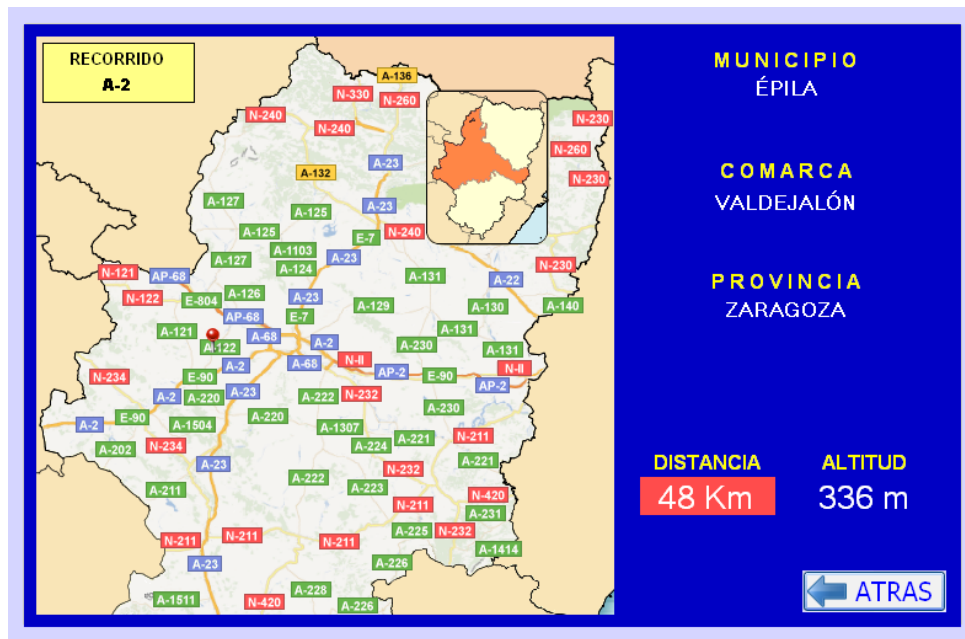 RECORRIDO
A-2
A-136
N-330
N-260
N-240
N-240
N-230
N-260
A-23
A-132
N-230
A-127
A-125
A-23
A-125
E-7
N-240
A-1103
A-127
A-124
A-23
N-230
N-121
AP-68
A-131
A-22
N-122
E-804
A-126
A-23
A-129
A-130
A-140
AP-68
E-7
A-121
A-68
A-131
A-122
A-2
A-230
A-131
A-2
A-68
N-II
N-II
N-234
E-90
AP-2
E-90
AP-2
A-2
A-220
A-23
A-222
N-232
A-2
E-90
A-1504
A-220
A-230
A-1307
A-202
N-234
A-224
A-221
N-211
A-23
N-232
A-221
A-211
A-222
A-223
N-211
N-420
A-231
N-211
N-211
N-211
A-225
N-232
A-1414
A-23
A-226
A-1511
A-228
N-420
A-226
MUNICIPIO
ÉPILA
COMARCA
VALDEJALÓN
PROVINCIA
ZARAGOZA
DISTANCIA
48 Km
ALTITUD
336 m
ATRAS